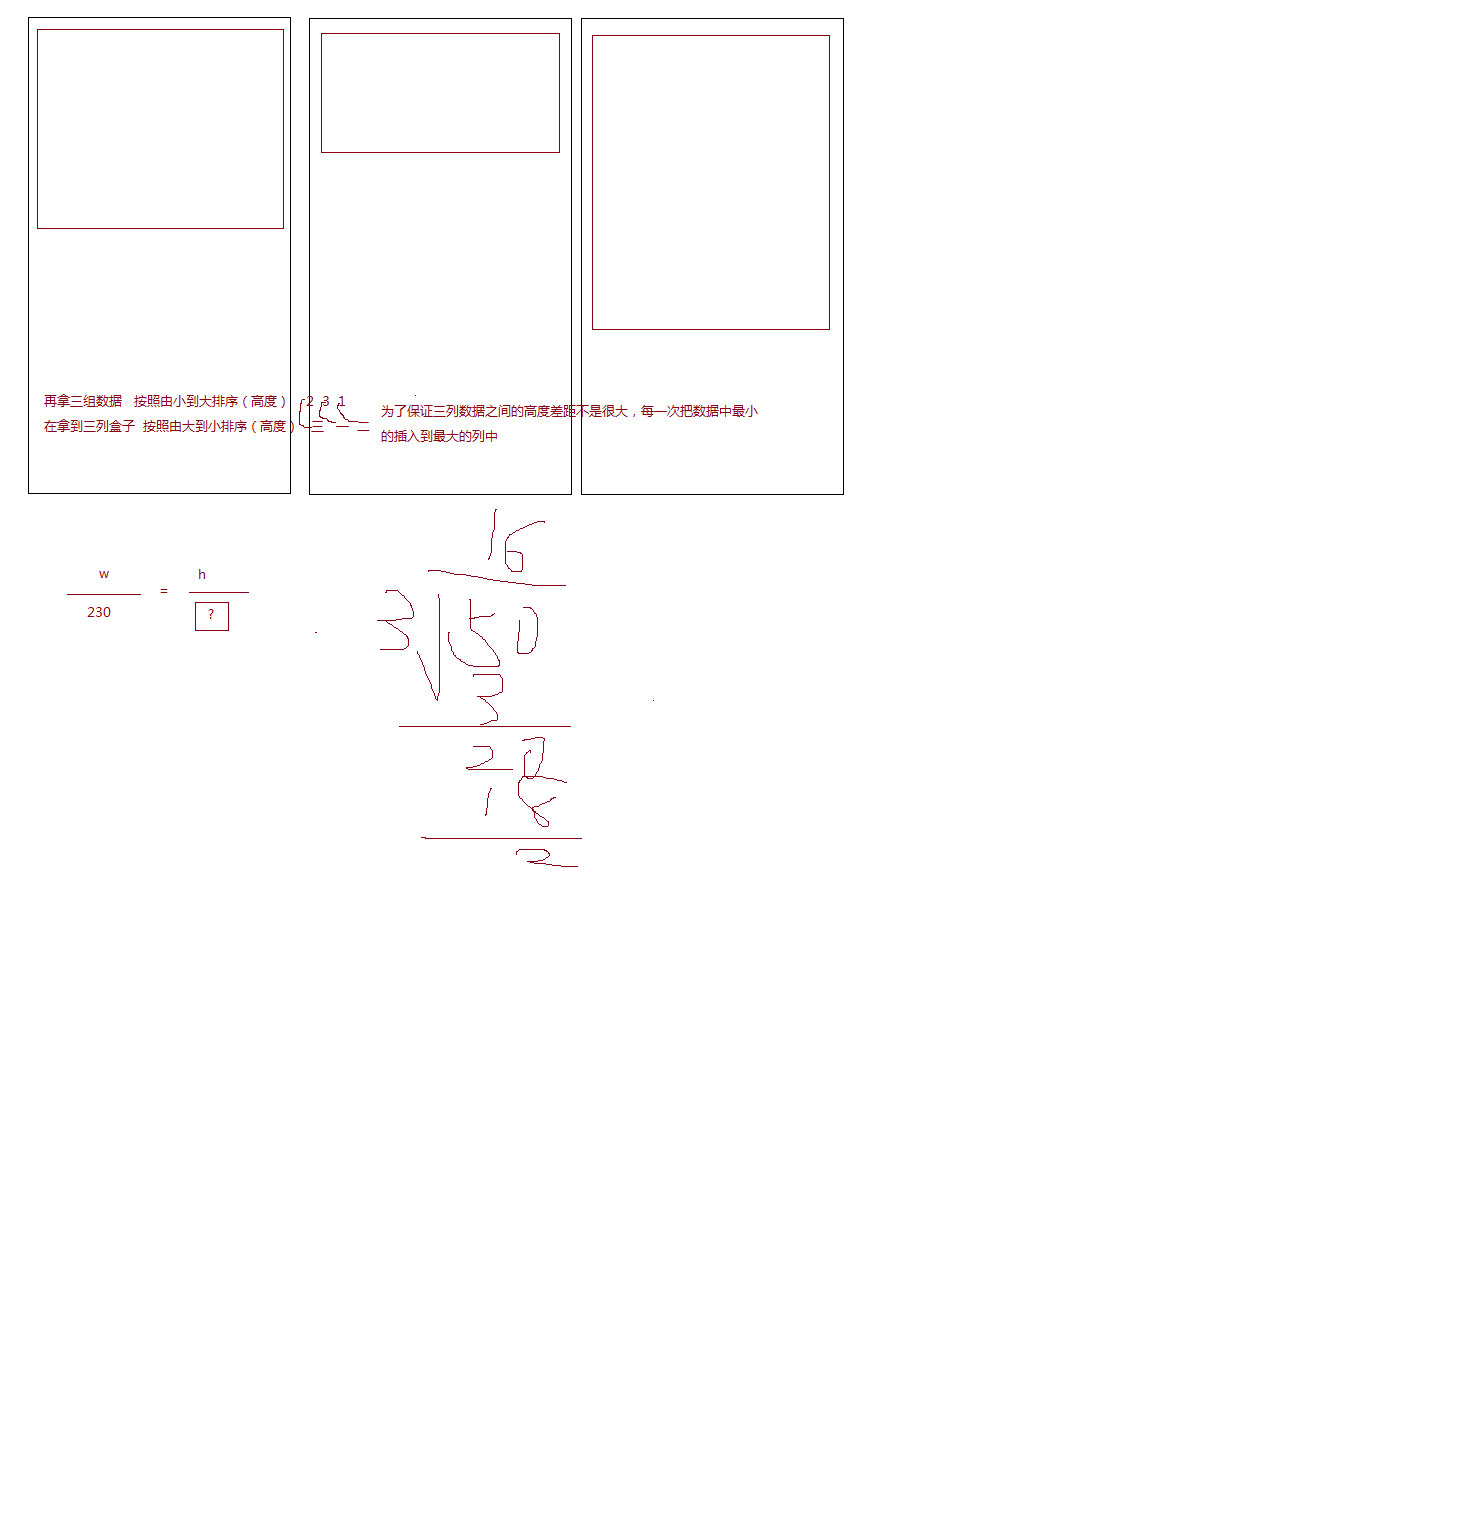 再拿三组数据 按照由小到大排序（高度） 2 3 1
在拿到三列盒子 按照由大到小排序（高度） 三 一 二
为了保证三列数据之间的高度差距不是很大，每一次把数据中最小
的插入到最大的列中
w
230
=
h
?
16
3 50
3
20
18
2